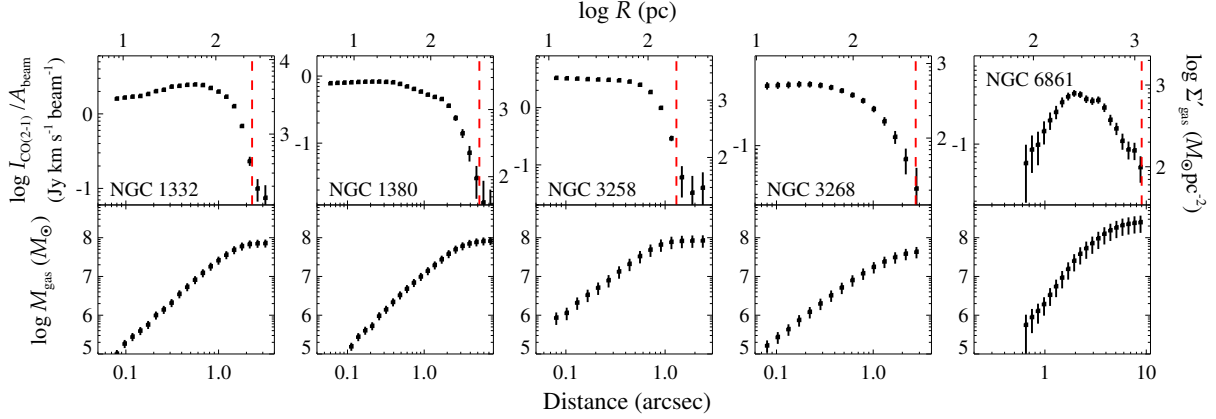 log R (pc)
1 2 1 2 1 2 1 2 2 3
log I_CO(2-1) /A_beam
(Jy km s⁻¹ beam⁻¹)
0 -1 4 3
0 -1 3 2
0 -1 3 2
0 -1 3 2
-1 3 2
NGC 6861
NGC 1332 NGC 1380 NGC 3258 NGC 3268
log Σ′_gas (M⊙ pc⁻²)
log M_gas (M⊙)
8 8 8 8 8
7 7 7 7 7
6 6 6 6 6
5 5 5 5 5
0.1 1.0 0.1 1.0 0.1 1.0 0.1 1.0 1 10
Distance (arcsec)